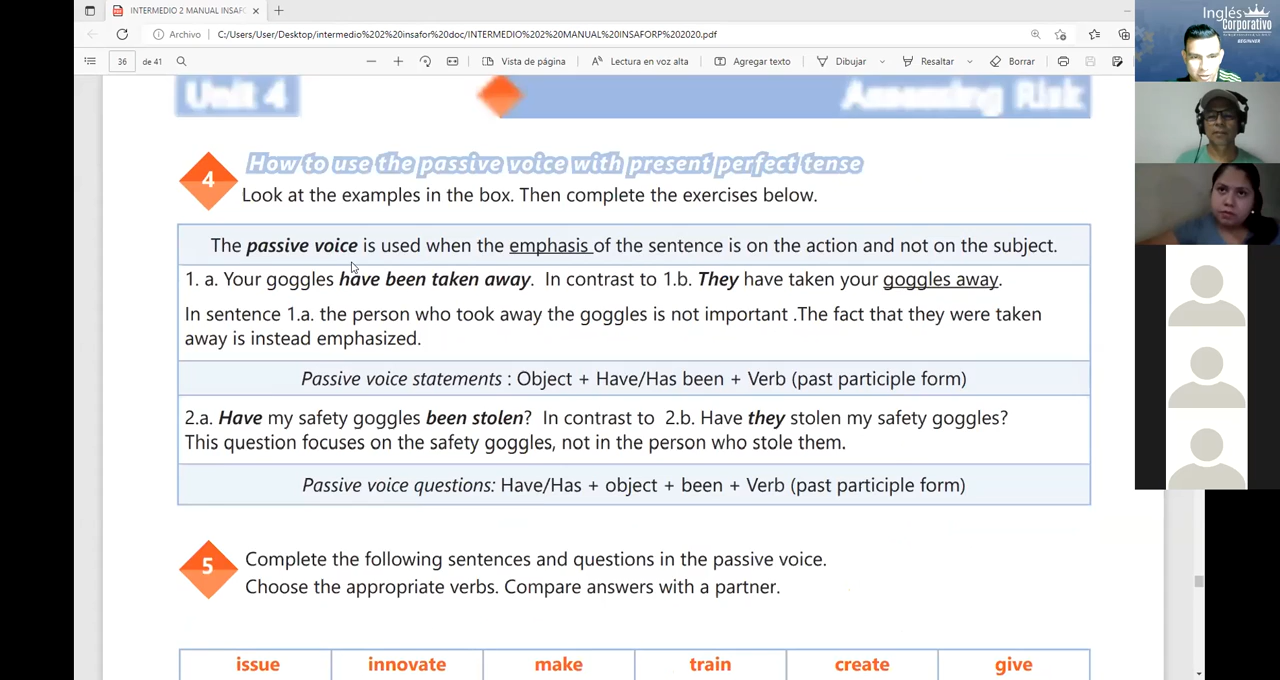 INTERMEDIO 2 MANUAL INSAFOR
Archivo
C:/Users/User/Desktop/intermedio%202%20insafor%20doc/INTERMEDIO%202%20MANUAL%20INSAFORP%202020.pdf
36 de 41
Vista de página
Lectura en voz alta
Agregar texto
Dibujar
Resaltar
Borrar
Inglés
Corporativo
BEGINNER
Unit 4
Assessing Risk
4
How to use the passive voice with present perfect tense
Look at the examples in the box. Then complete the exercises below.
The passive voice is used when the emphasis of the sentence is on the action and not on the subject.
1. a. Your goggles have been taken away. In contrast to 1.b. They have taken your goggles away.
In sentence 1.a. the person who took away the goggles is not important .The fact that they were taken
away is instead emphasized.
Passive voice statements : Object + Have/Has been + Verb (past participle form)
2.a. Have my safety goggles been stolen? In contrast to 2.b. Have they stolen my safety goggles?
This question focuses on the safety goggles, not in the person who stole them.
Passive voice questions: Have/Has + object + been + Verb (past participle form)
5
Complete the following sentences and questions in the passive voice.
Choose the appropriate verbs. Compare answers with a partner.
issue innovate make train create give